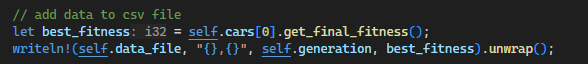 // add data to csv file
let best_fitness: i32 = self.cars[0].get_final_fitness();
writeln!(self.data_file, "{},{}", self.generation, best_fitness).unwrap();